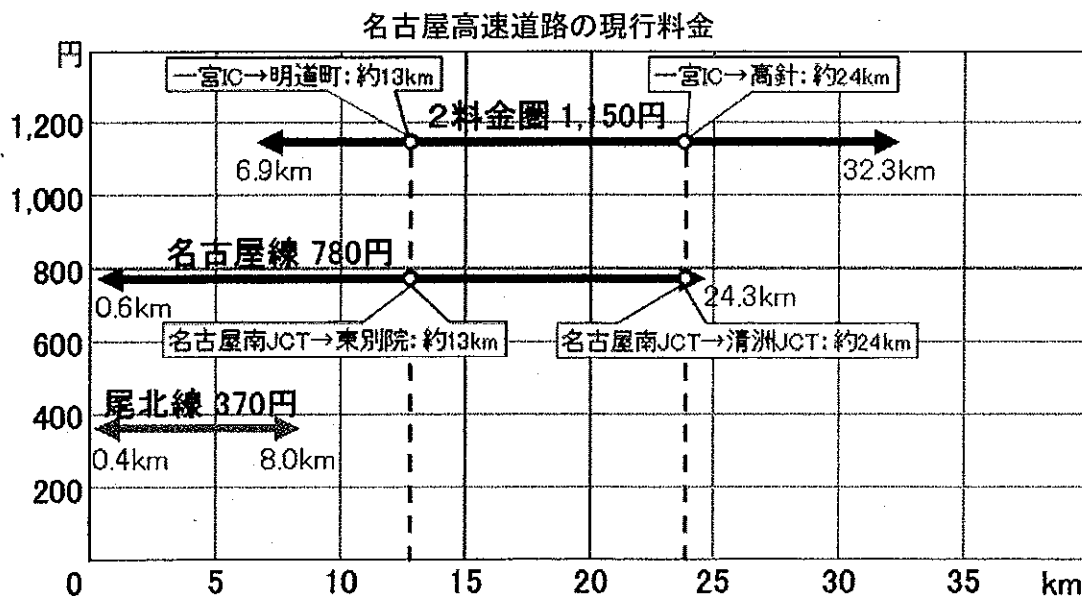 名古屋高速道路の現行料金
円
一宮IC→明道町：約13km
一宮IC→高針：約24km
2料金圏 1,150円
1,200
6.9km
32.3km
1,000
名古屋線 780円
800
0.6km
24.3km
名古屋南JCT→東別院：約13km
名古屋南JCT→清洲JCT：約24km
600
尾北線 370円
400
0.4km
8.0km
200
0
5
10
15
20
25
30
35
km